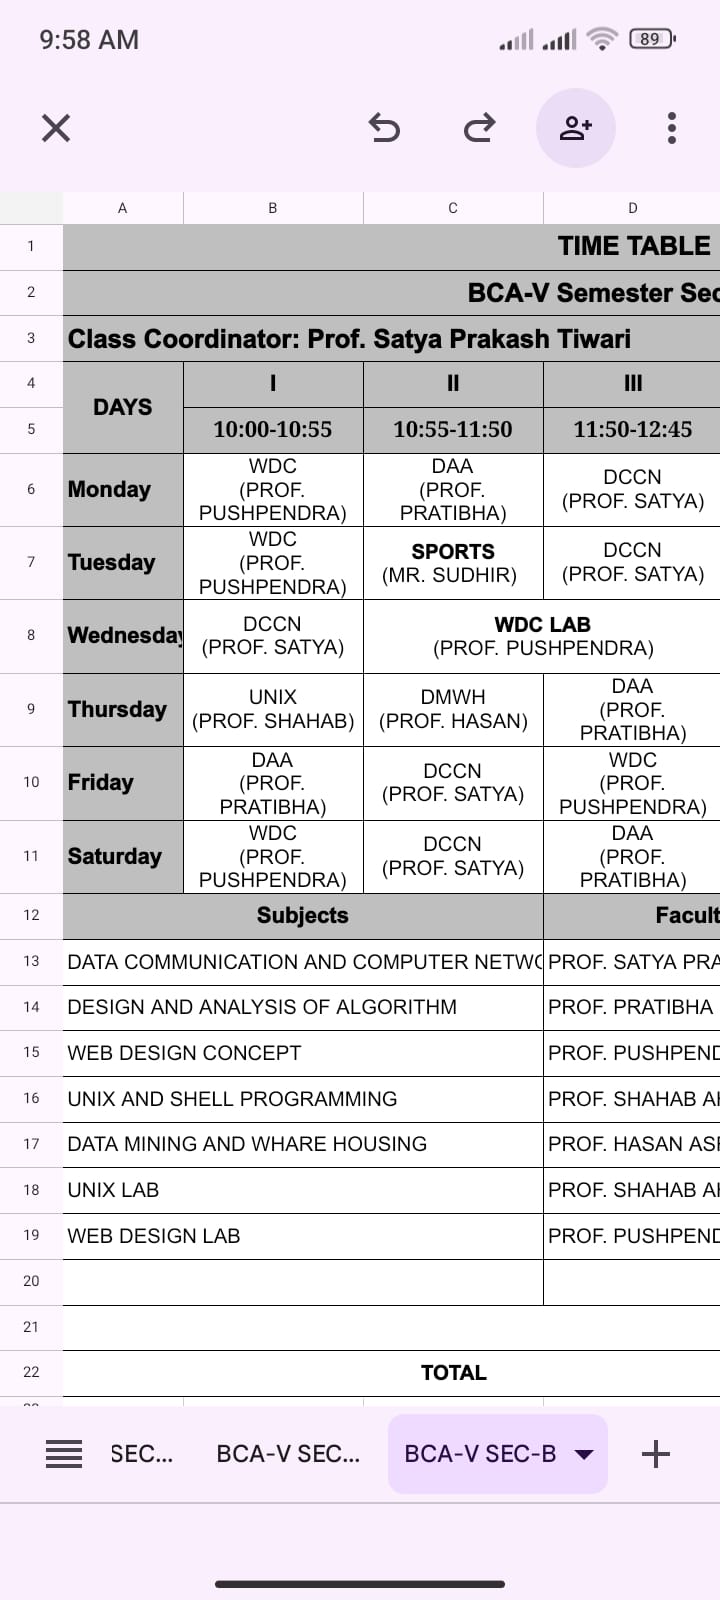 9:58 AM
89
A B C D
1 TIME TABLE
2 BCA-V Semester Sec
3 Class Coordinator: Prof. Satya Prakash Tiwari
4 DAYS I II III
5 10:00-10:55 10:55-11:50 11:50-12:45
6 Monday WDC (PROF. PUSHPENDRA) DAA (PROF. PRATIBHA) DCCN (PROF. SATYA)
7 Tuesday WDC (PROF. PUSHPENDRA) SPORTS (MR. SUDHIR) DCCN (PROF. SATYA)
8 Wednesday DCCN (PROF. SATYA) WDC LAB (PROF. PUSHPENDRA)
9 Thursday UNIX (PROF. SHAHAB) DMWH (PROF. HASAN) DAA (PROF. PRATIBHA)
10 Friday DAA (PROF. PRATIBHA) DCCN (PROF. SATYA) WDC (PROF. PUSHPENDRA)
11 Saturday WDC (PROF. PUSHPENDRA) DCCN (PROF. SATYA) DAA (PROF. PRATIBHA)
12 Subjects Facult
13 DATA COMMUNICATION AND COMPUTER NETWO PROF. SATYA PRA
14 DESIGN AND ANALYSIS OF ALGORITHM PROF. PRATIBHA
15 WEB DESIGN CONCEPT PROF. PUSHPEND
16 UNIX AND SHELL PROGRAMMING PROF. SHAHAB AH
17 DATA MINING AND WHARE HOUSING PROF. HASAN ASH
18 UNIX LAB PROF. SHAHAB AH
19 WEB DESIGN LAB PROF. PUSHPEND
20
21
22 TOTAL
SEC... BCA-V SEC... BCA-V SEC-B